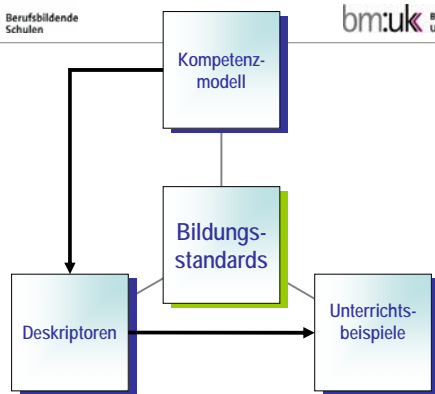 Berufsbildende
Schulen
bm:uk
Kompetenz-
modell
Bildungs-
standards
Deskriptoren
Unterrichts-
beispiele